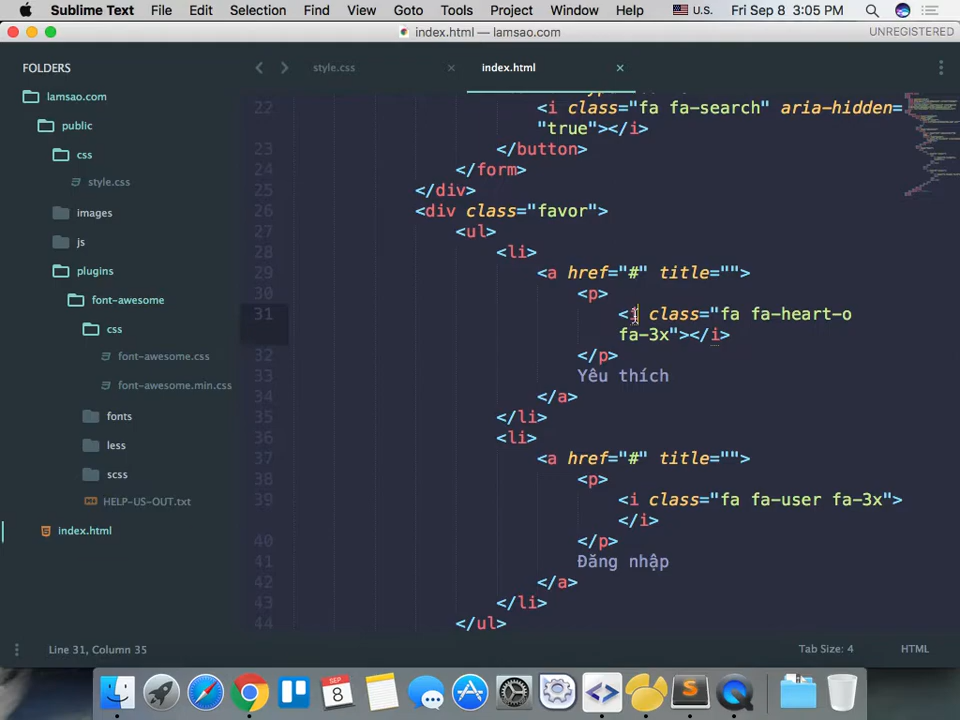 Sublime Text File Edit Selection Find View Goto Tools Project Window Help U.S. Fri Sep 8 3:05 PM
index.html — lamsao.com UNREGISTERED
FOLDERS
lamsao.com
public
css
style.css
images
js
plugins
font-awesome
css
font-awesome.css
font-awesome.min.css
fonts
less
scss
HELP-US-OUT.txt
index.html
style.css × index.html ×
22 <i class="fa fa-search" aria-hidden=
"true"></i>
23 </button>
24 </form>
25 </div>
26 <div class="favor">
27 <ul>
28 <li>
29 <a href="#" title="">
30 <p>
31 <i class="fa fa-heart-o
fa-3x"></i>
32 </p>
33 Yêu thích
34 </a>
35 </li>
36 <li>
37 <a href="#" title="">
38 <p>
39 <i class="fa fa-user fa-3x">
</i>
40 </p>
41 Đăng nhập
42 </a>
43 </li>
44 </ul>
Line 31, Column 35 Tab Size: 4 HTML
SEP
8